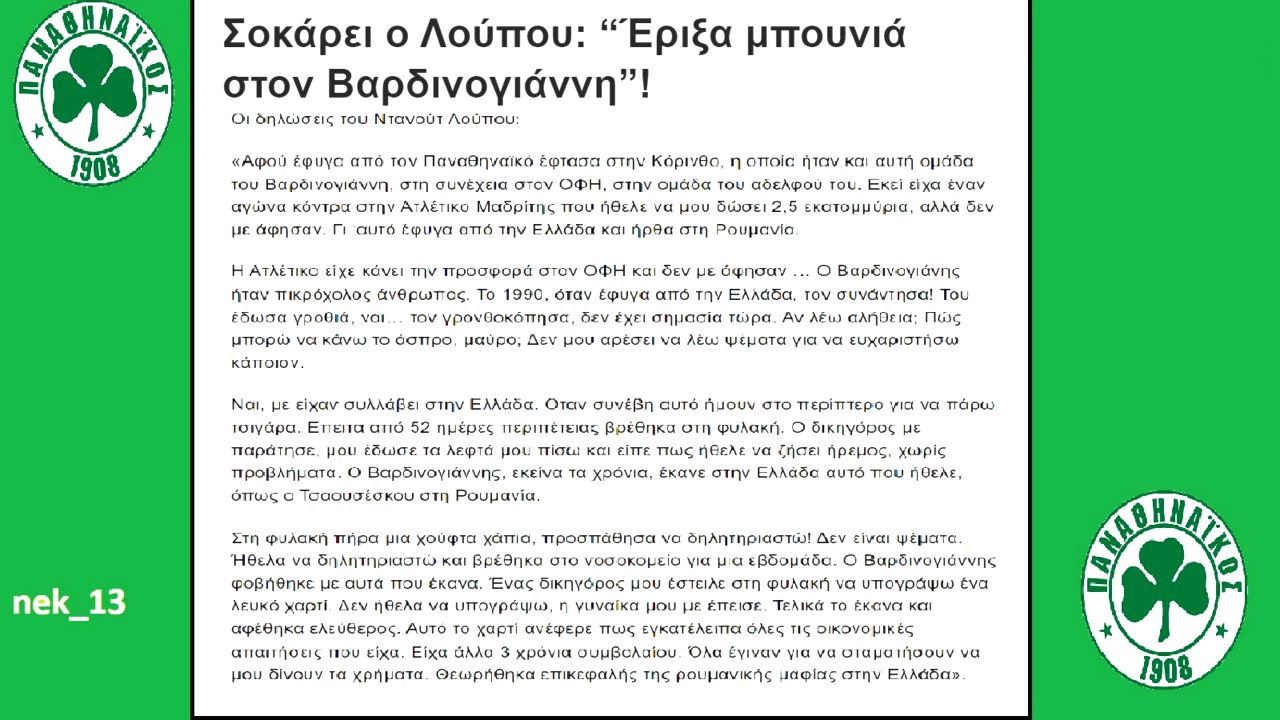 ΠΑΝΑΘΗΝΑΪΚΟΣ
1908
Σοκάρει ο Λούπου: “Έριξα μπουνιά
στον Βαρδινογιάννη”!
Οι δηλώσεις του Ντανούτ Λούπου:
«Αφού έφυγα από τον Παναθηναϊκό έφτασα στην Κόρινθο, η οποία ήταν και αυτή ομάδα
του Βαρδινογιάννη, στη συνέχεια στον ΟΦΗ, στην ομάδα του αδελφού του. Εκεί είχα έναν
αγώνα κόντρα στην Ατλέτικο Μαδρίτης που ήθελε να μου δώσει 2,5 εκατομμύρια, αλλά δεν
με άφησαν. Γι ΄αυτό έφυγα από την Ελλάδα και ήρθα στη Ρουμανία.
Η Ατλέτικο είχε κάνει την προσφορά στον ΟΦΗ και δεν με άφησαν ... Ο Βαρδινογιάνης
ήταν πικρόχολος άνθρωπος. Το 1990, όταν έφυγα από την Ελλάδα, τον συνάντησα! Του
έδωσα γροθιά, ναι... τον γρονθοκόπησα, δεν έχει σημασία τώρα. Αν λέω αλήθεια; Πώς
μπορώ να κάνω το άσπρο, μαύρο; Δεν μου αρέσει να λέω ψέματα για να ευχαριστήσω
κάποιον.
Ναι, με είχαν συλλάβει στην Ελλάδα. Όταν συνέβη αυτό ήμουν στο περίπτερο για να πάρω
τσιγάρα. Έπειτα από 52 ημέρες περιπέτειας βρέθηκα στη φυλακή. Ο δικηγόρος με
παράτησε, μου έδωσε τα λεφτά μου πίσω και είπε πως ήθελε να ζήσει ήρεμος, χωρίς
προβλήματα. Ο Βαρδινογιάννης, εκείνα τα χρόνια, έκανε στην Ελλάδα αυτό που ήθελε,
όπως ο Τσαουσέσκου στη Ρουμανία.
Στη φυλακή πήρα μια χούφτα χάπια, προσπάθησα να δηλητηριαστώ! Δεν είναι ψέματα.
Ήθελα να δηλητηριαστώ και βρέθηκα στο νοσοκομείο για μια εβδομάδα. Ο Βαρδινογιάννης
φοβήθηκε με αυτά που έκανα. Ένας δικηγόρος μου έστειλε στη φυλακή να υπογράψω ένα
λευκό χαρτί. Δεν ήθελα να υπογράψω, η γυναίκα μου με έπεισε. Τελικά το έκανα και
αφέθηκα ελεύθερος. Αυτό το χαρτί ανέφερε πως εγκατέλειπα όλες τις οικονομικές
απαιτήσεις που είχα. Είχα άλλα 3 χρόνια συμβολαίου. Όλα έγιναν για να σταματήσουν να
μου δίνουν τα χρήματα. Θεωρήθηκα επικεφαλής της ρουμανικής μαφίας στην Ελλάδα».
nek_13
ΠΑΝΑΘΗΝΑΪΚΟΣ
1908